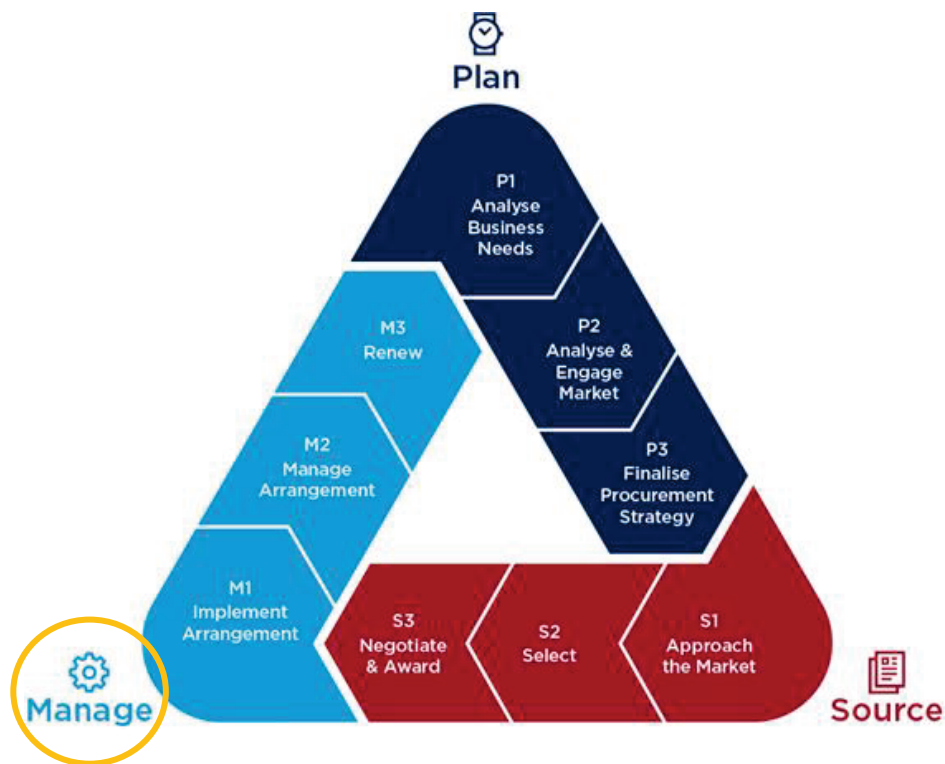 Plan
P1
Analyse
Business
Needs
P2
Analyse &
Engage
Market
P3
Finalise
Procurement
Strategy
Source
S1
Approach
the Market
S2
Select
S3
Negotiate
& Award
Manage
M1
Implement
Arrangement
M2
Manage
Arrangement
M3
Renew